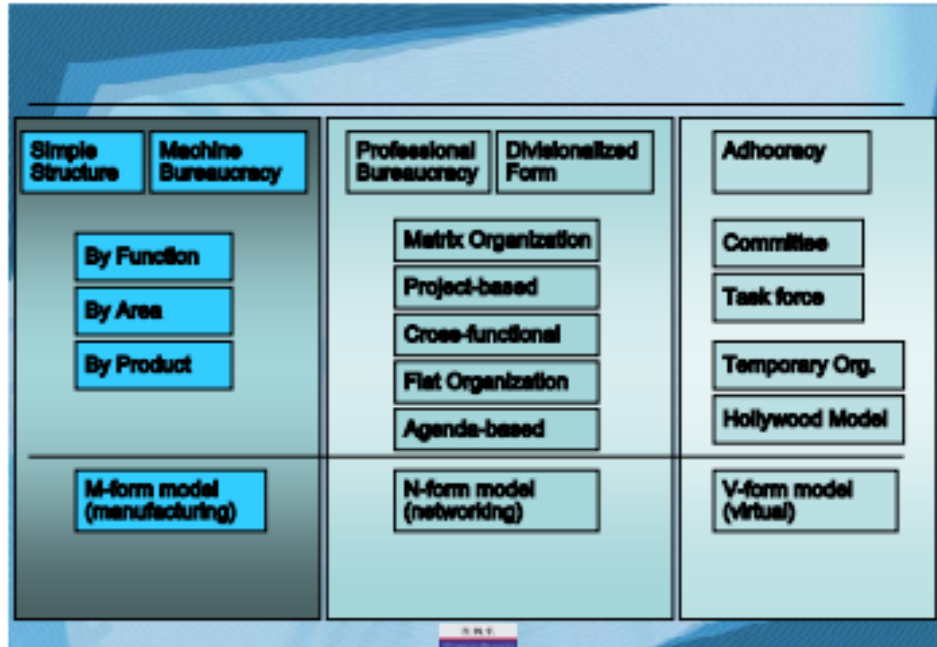 Simple
Structure
Machine
Bureaucracy
Professional
Bureaucracy
Divisionalized
Form
Adhocracy
By Function
By Area
By Product
Matrix Organization
Project-based
Cross-functional
Flat Organization
Agenda-based
Committee
Task force
Temporary Org.
Hollywood Model
M-form model
(manufacturing)
N-form model
(networking)
V-form model
(virtual)